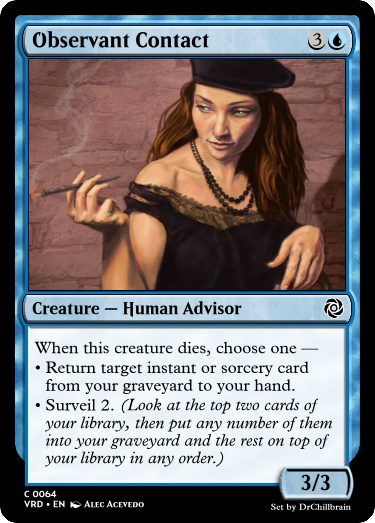 Observant Contact 3
Creature — Human Advisor
When this creature dies, choose one —
• Return target instant or sorcery card
from your graveyard to your hand.
• Surveil 2. (Look at the top two cards of
your library, then put any number of them
into your graveyard and the rest on top of
your library in any order.)
3/3
C 0064
VRD • EN Alec Acevedo
Set by DrChillbrain